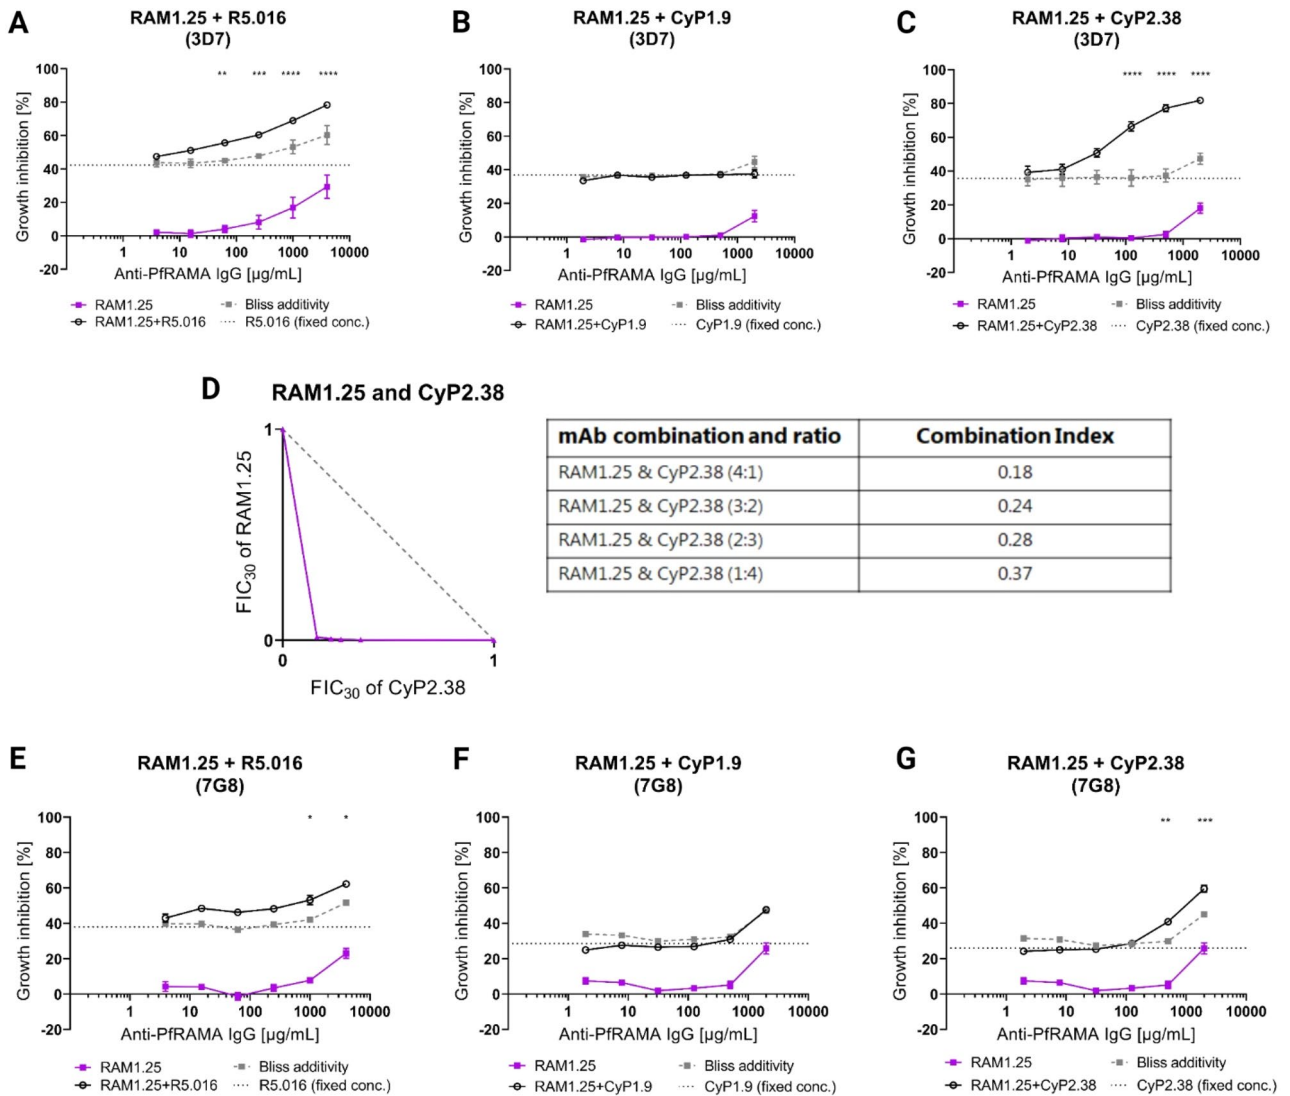 A
RAM1.25 + R5.016
(3D7)
** *** **** ****
Growth inhibition [%]
100
80
60
40
20
0
-20
1 10 100 1000 10000
Anti-PfRAMA IgG [µg/mL]
RAM1.25 Bliss additivity
RAM1.25+R5.016 R5.016 (fixed conc.)
B
RAM1.25 + CyP1.9
(3D7)
Growth inhibition [%]
100
80
60
40
20
0
-20
1 10 100 1000 10000
Anti-PfRAMA IgG [µg/mL]
RAM1.25 Bliss additivity
RAM1.25+CyP1.9 CyP1.9 (fixed conc.)
C
RAM1.25 + CyP2.38
(3D7)
**** **** ****
Growth inhibition [%]
100
80
60
40
20
0
-20
1 10 100 1000 10000
Anti-PfRAMA IgG [µg/mL]
RAM1.25 Bliss additivity
RAM1.25+CyP2.38 CyP2.38 (fixed conc.)
D
RAM1.25 and CyP2.38
FIC30 of RAM1.25
1
0
0 1
FIC30 of CyP2.38
mAb combination and ratio Combination Index
RAM1.25 & CyP2.38 (4:1) 0.18
RAM1.25 & CyP2.38 (3:2) 0.24
RAM1.25 & CyP2.38 (2:3) 0.28
RAM1.25 & CyP2.38 (1:4) 0.37
E
RAM1.25 + R5.016
(7G8)
* *
Growth inhibition [%]
100
80
60
40
20
0
-20
1 10 100 1000 10000
Anti-PfRAMA IgG [µg/mL]
RAM1.25 Bliss additivity
RAM1.25+R5.016 R5.016 (fixed conc.)
F
RAM1.25 + CyP1.9
(7G8)
Growth inhibition [%]
100
80
60
40
20
0
-20
1 10 100 1000 10000
Anti-PfRAMA IgG [µg/mL]
RAM1.25 Bliss additivity
RAM1.25+CyP1.9 CyP1.9 (fixed conc.)
G
RAM1.25 + CyP2.38
(7G8)
** ***
Growth inhibition [%]
100
80
60
40
20
0
-20
1 10 100 1000 10000
Anti-PfRAMA IgG [µg/mL]
RAM1.25 Bliss additivity
RAM1.25+CyP2.38 CyP2.38 (fixed conc.)